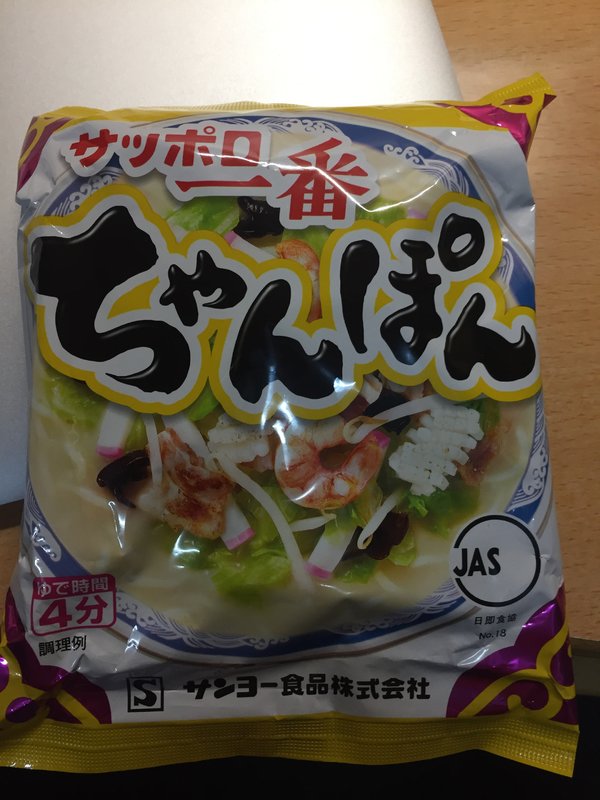 サッポロ一番
ちゃんぽん
JAS
日即食協
No.18
ゆで時間
4分
調理例
S サンヨー食品株式会社